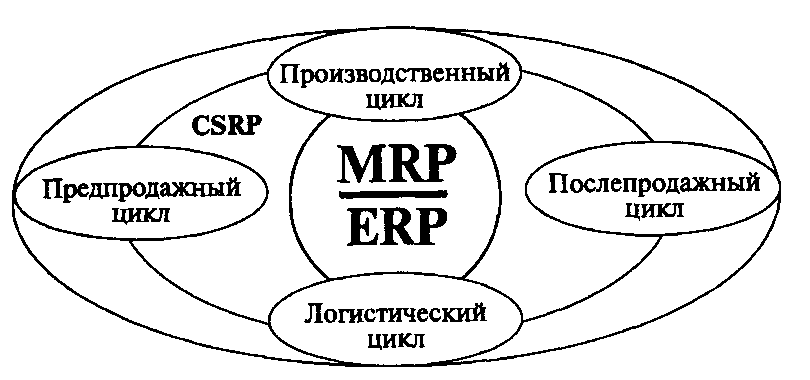 Производственный
цикл
CSRP
MRP
ERP
Предпродажный
цикл
Послепродажный
цикл
Логистический
цикл